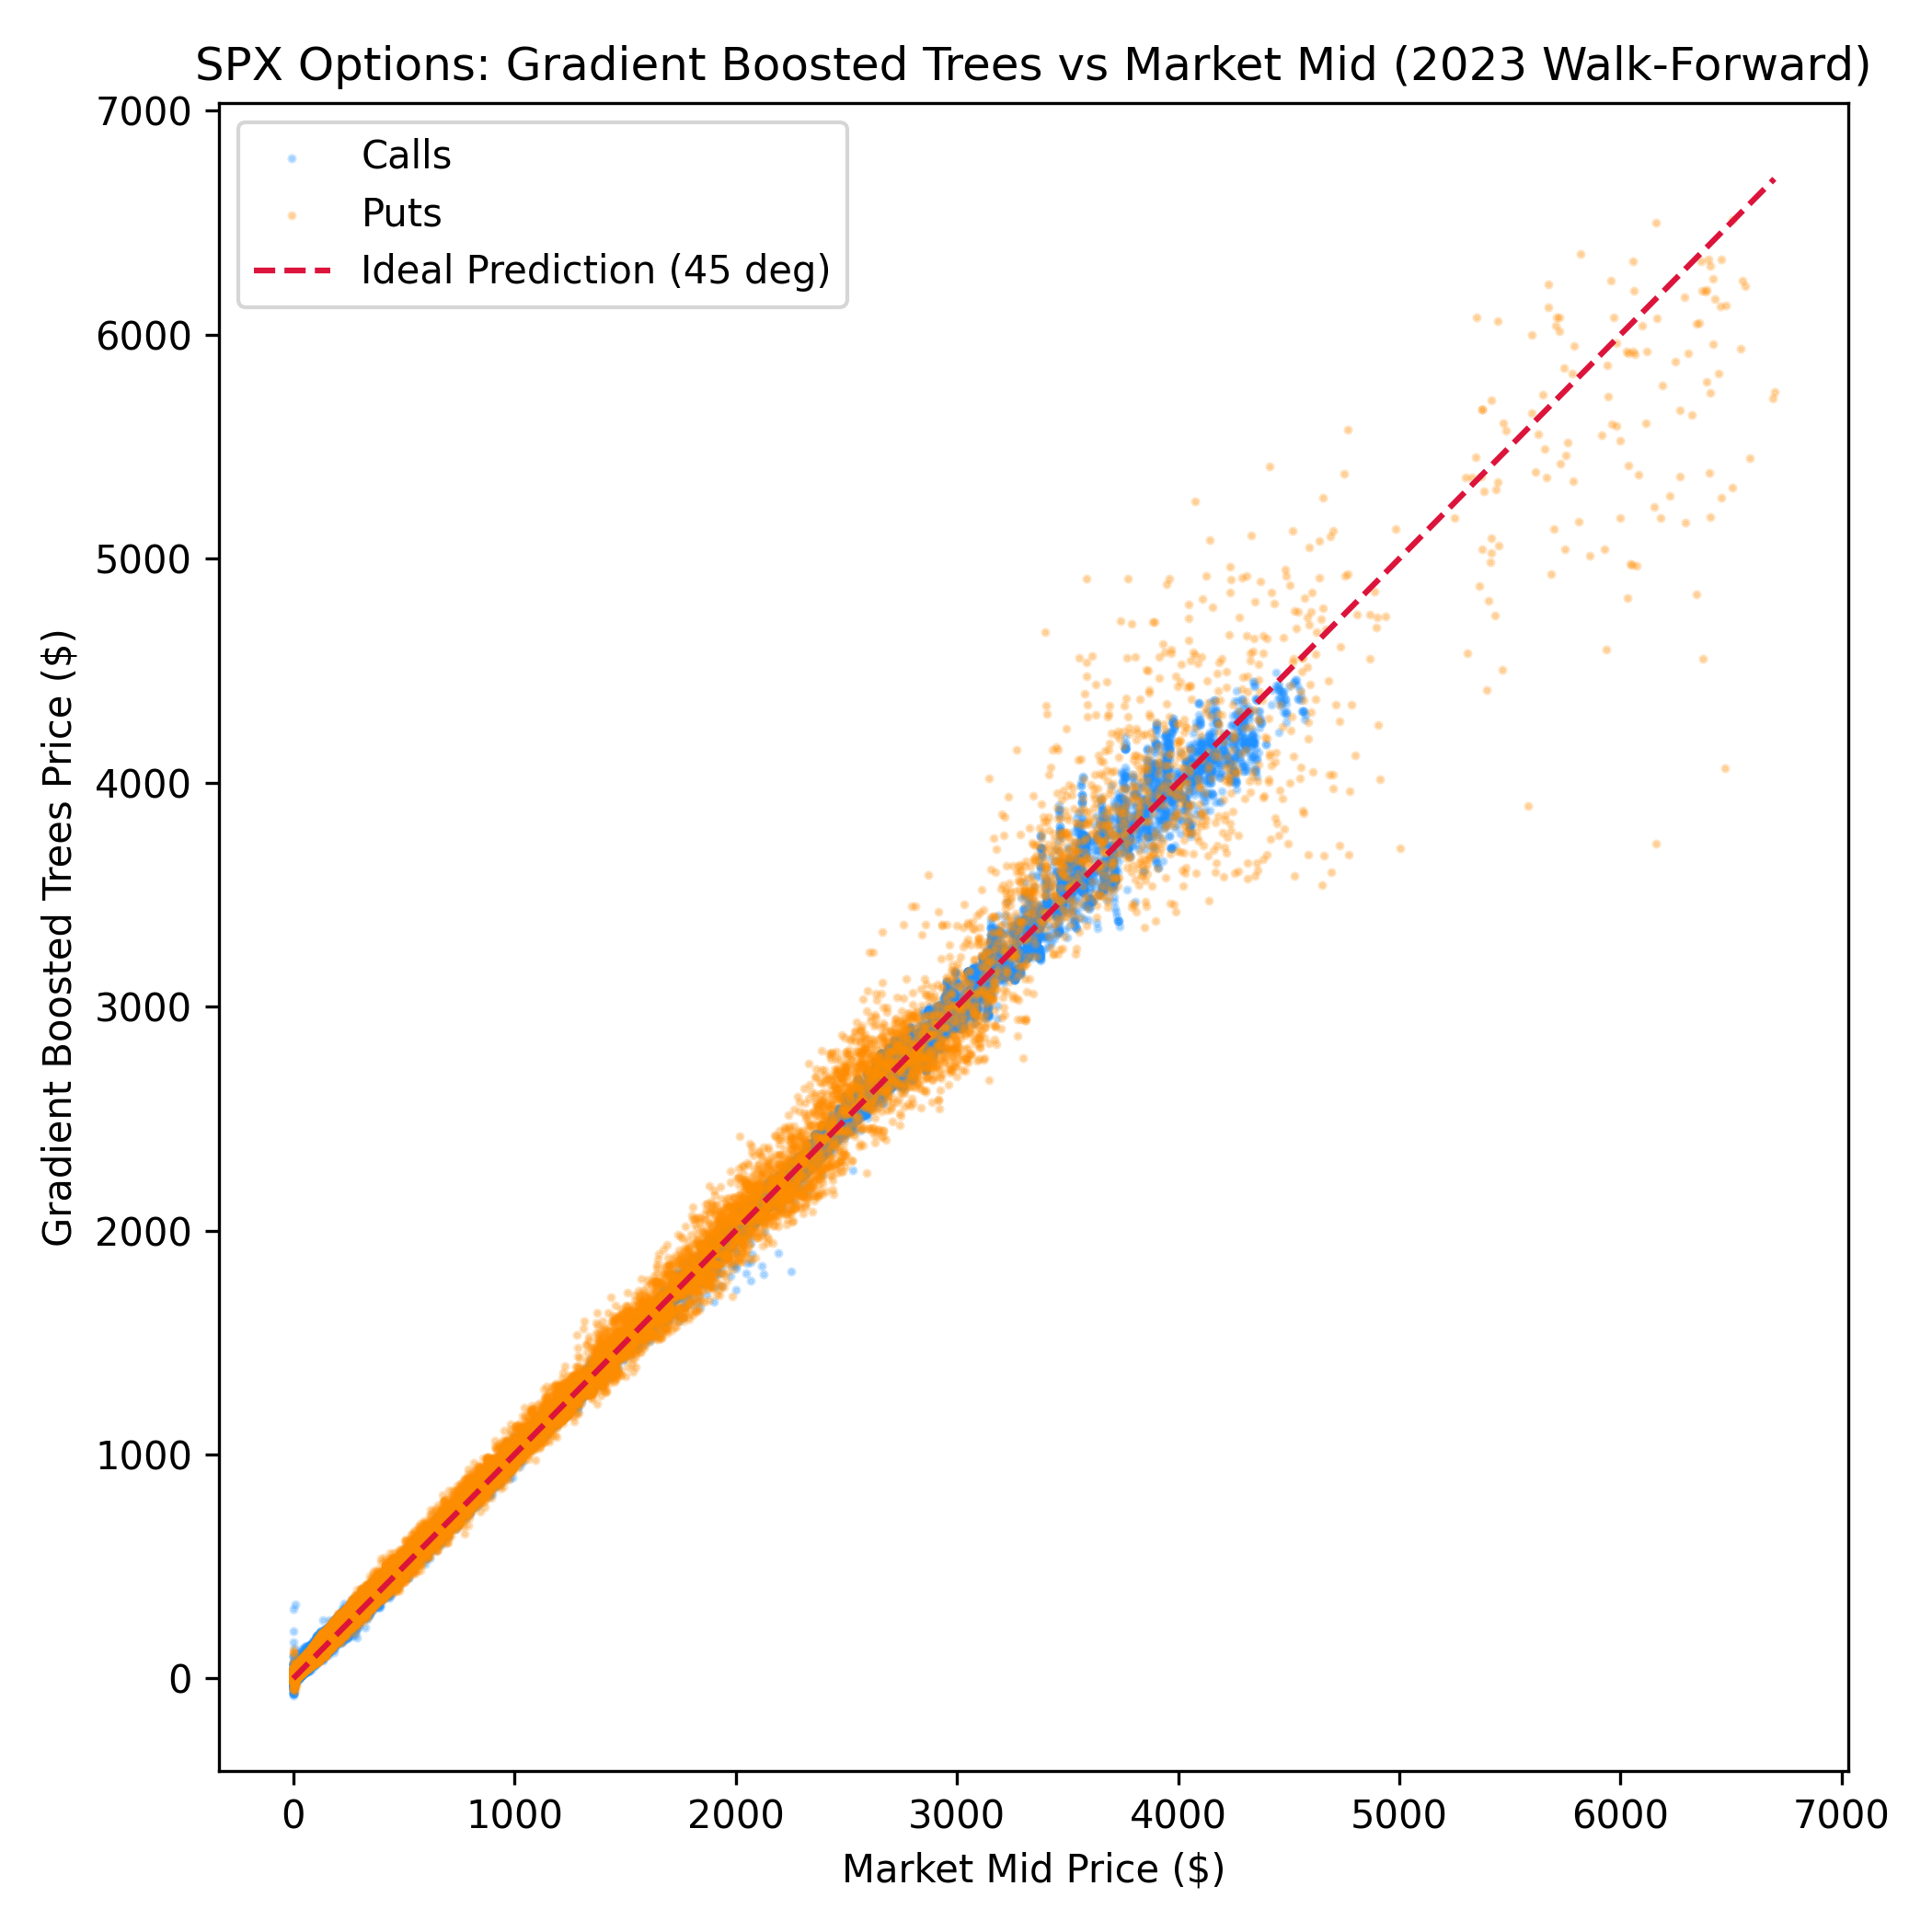 SPX Options: Gradient Boosted Trees vs Market Mid (2023 Walk-Forward)
Calls
Puts
Ideal Prediction (45 deg)
Gradient Boosted Trees Price ($)
7000
6000
5000
4000
3000
2000
1000
0
0 1000 2000 3000 4000 5000 6000 7000
Market Mid Price ($)